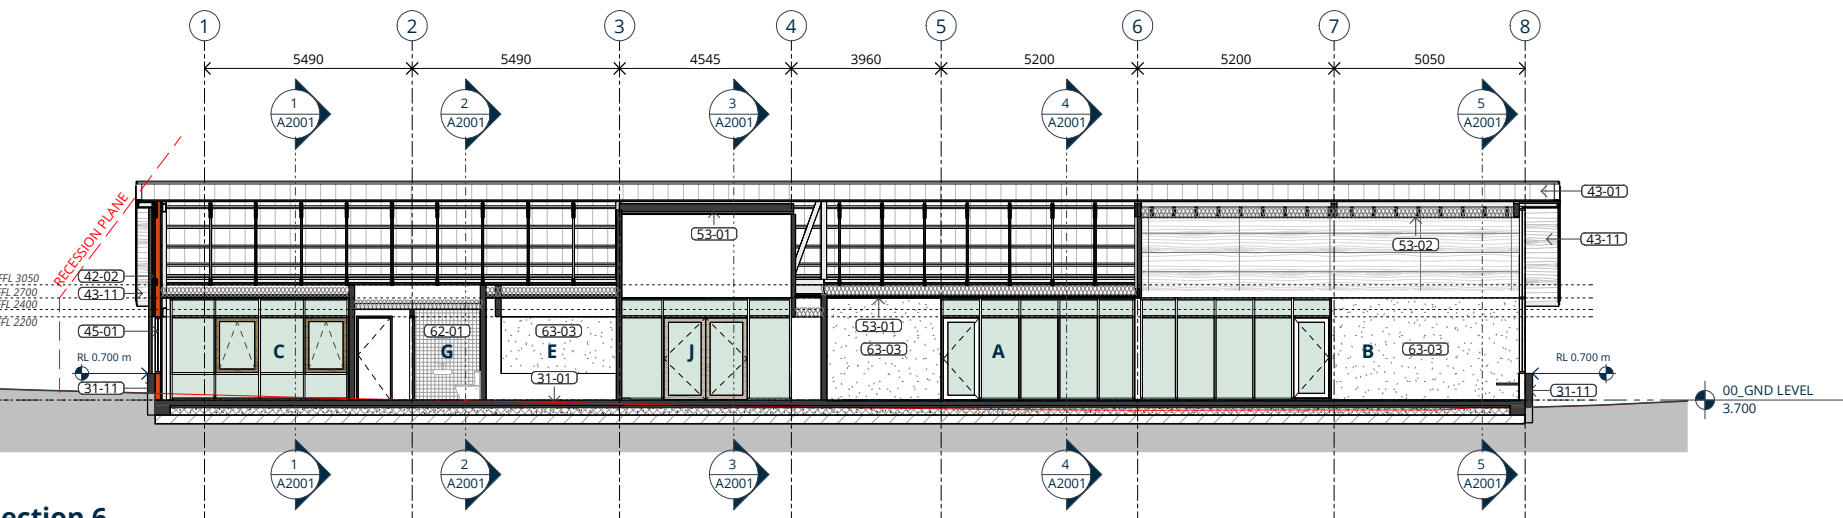 1 2 3 4 5 6 7 8
5490 5490 4545 3960 5200 5200 5050
1 2 3 4 5
A2001 A2001 A2001 A2001 A2001
RECESSION PLANE
43-01
53-01
53-02
43-11
42-02
FFL 3050
43-11
FFL 2700
FFL 2400
FFL 2200
45-01
62-01
63-03
53-01
63-03
63-03
C G E J A B
RL 0.700 m
RL 0.700 m
31-01
31-11
31-11
00_GND LEVEL
3.700
1 2 3 4 5
A2001 A2001 A2001 A2001 A2001
ection 6